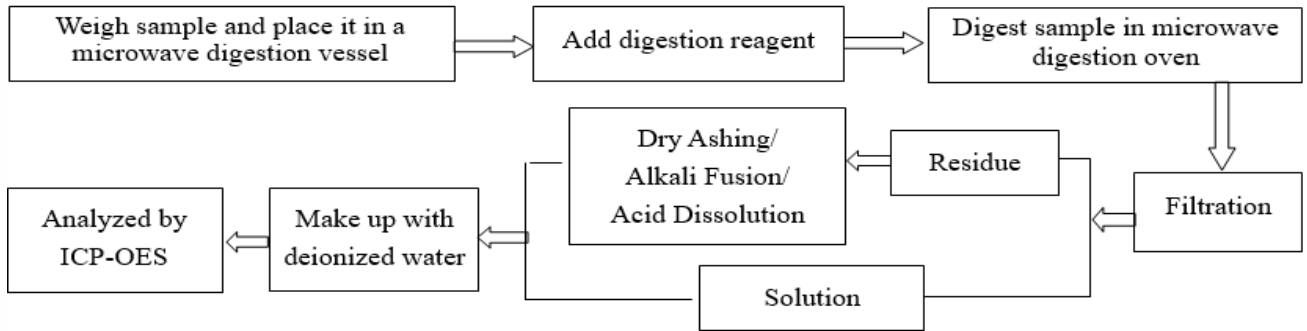 Weigh sample and place it in a
microwave digestion vessel
Add digestion reagent
Digest sample in microwave
digestion oven
Filtration
Residue
Dry Ashing/
Alkali Fusion/
Acid Dissolution
Solution
Make up with
deionized water
Analyzed by
ICP-OES